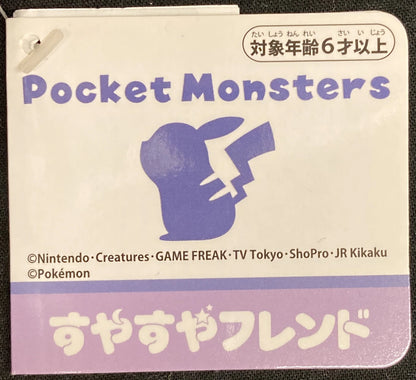 たいしょうねんれい さいいじょう
対象年齢6才以上
Pocket Monsters
©Nintendo・Creatures・GAME FREAK・TV Tokyo・ShoPro・JR Kikaku
©Pokémon
すやすやフレンド